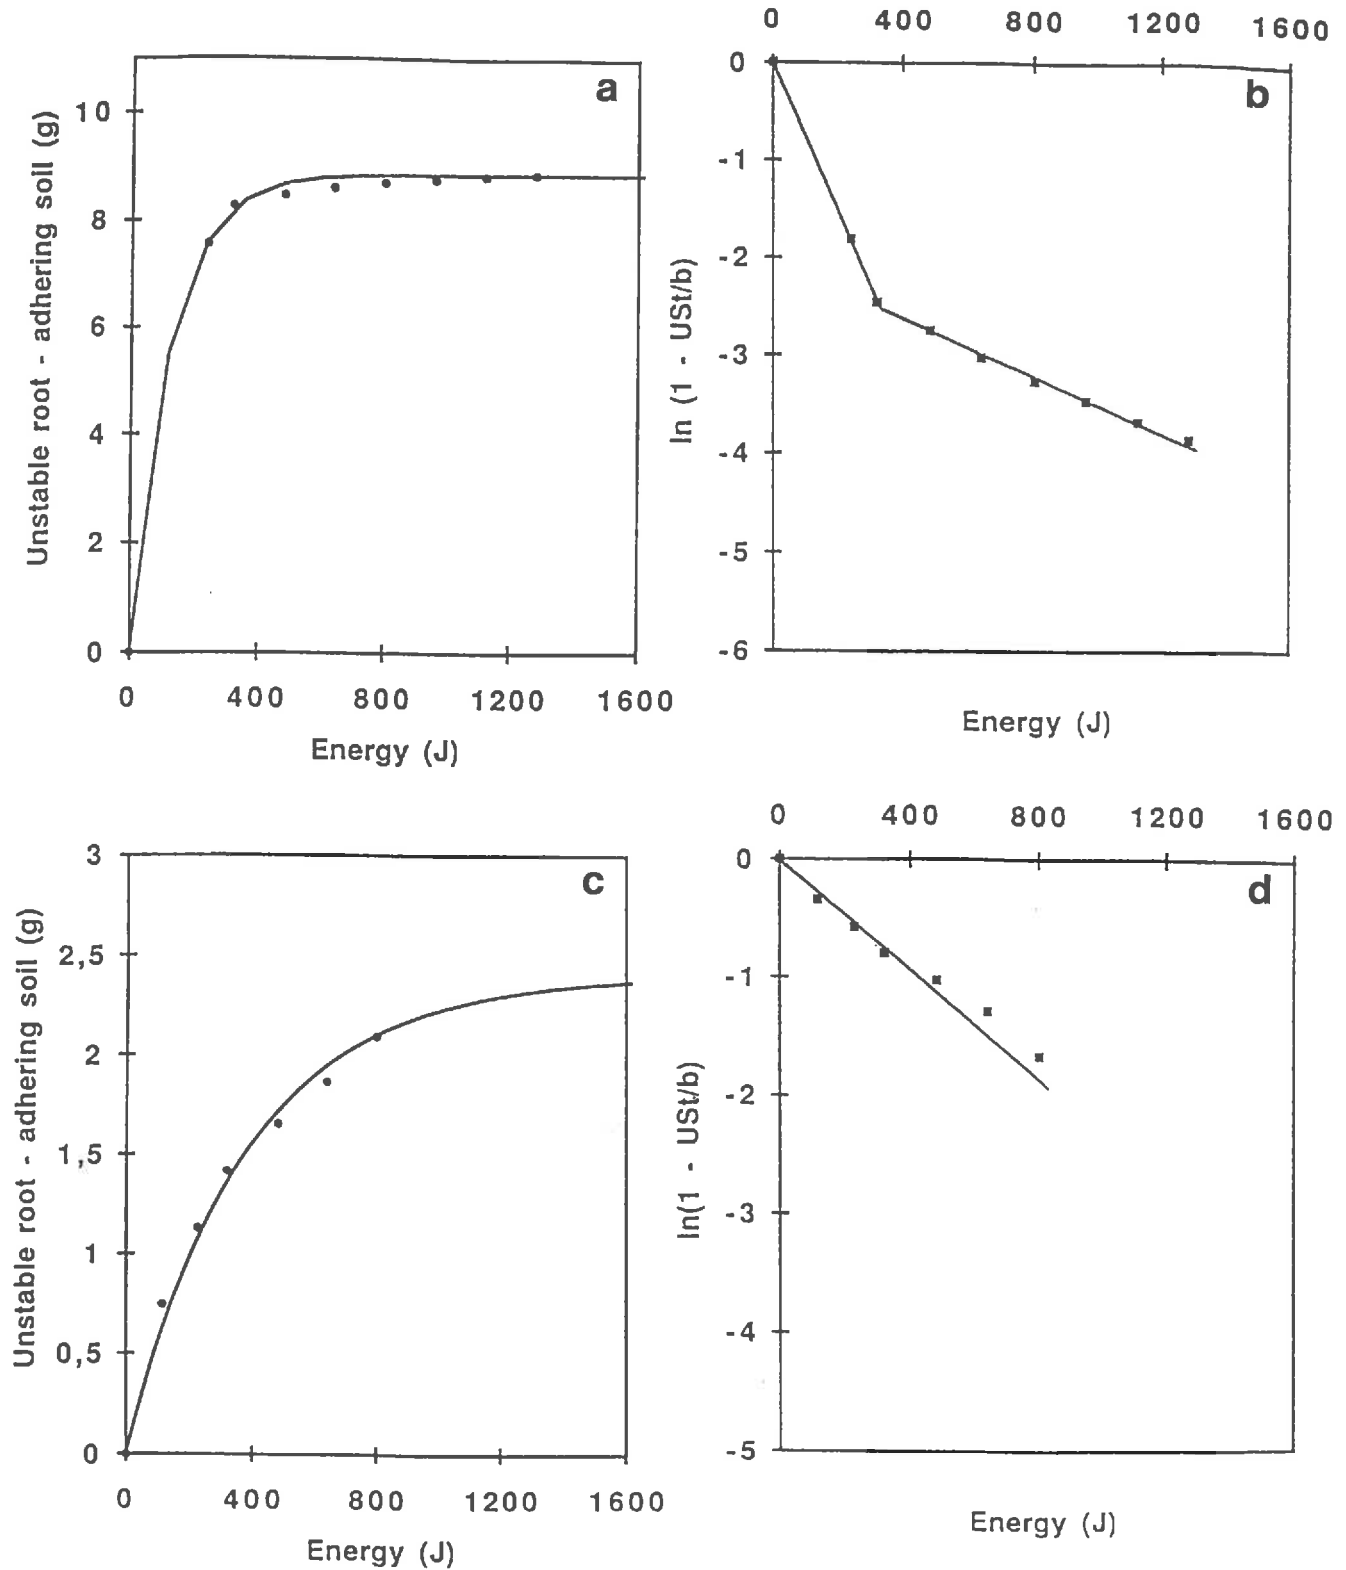 a
Unstable root - adhering soil (g)
10
8
6
4
2
0
0 400 800 1200 1600
Energy (J)
0 400 800 1200 1600
b
ln (1 - USt/b)
0
-1
-2
-3
-4
-5
-6
Energy (J)
c
Unstable root - adhering soil (g)
3
2,5
2
1,5
1
0,5
0
0 400 800 1200 1600
Energy (J)
0 400 800 1200 1600
d
ln(1 - USt/b)
0
-1
-2
-3
-4
-5
Energy (J)